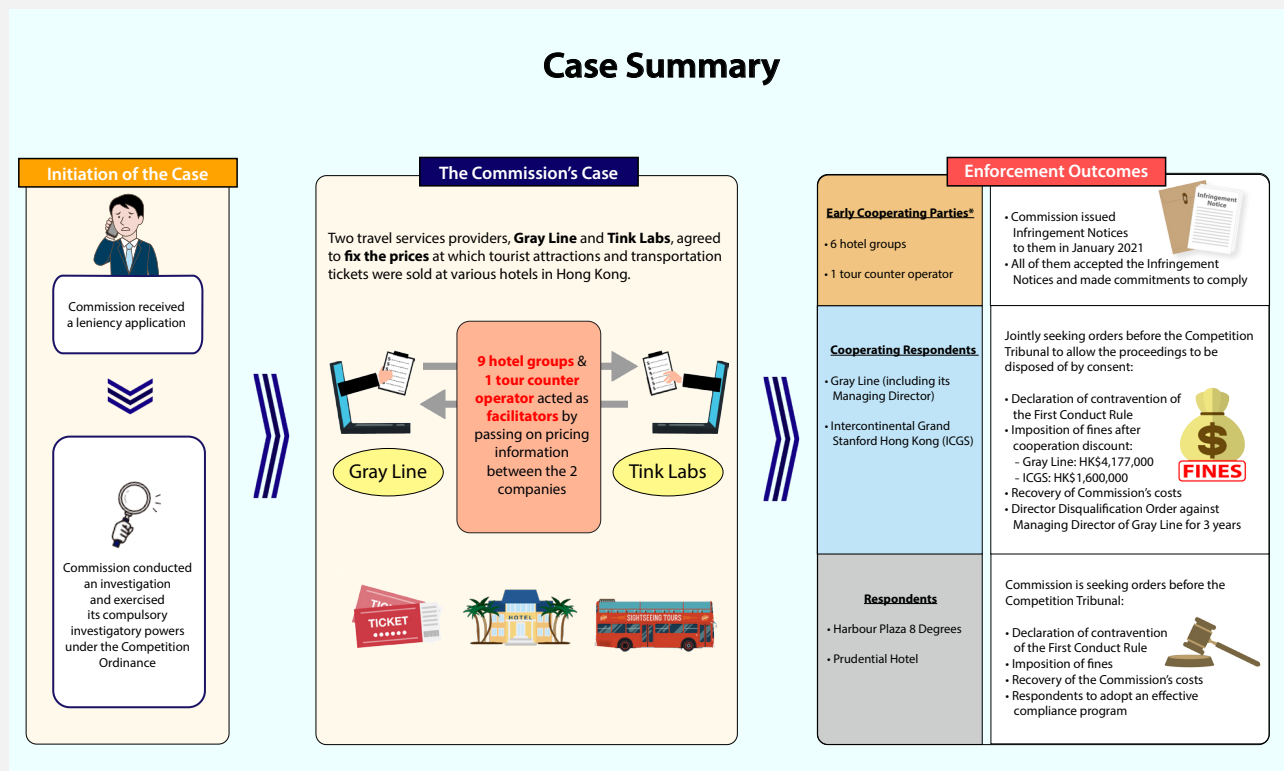 Case Summary
Initiation of the Case
Commission received
a leniency application
Commission conducted
an investigation
and exercised
its compulsory
investigatory powers
under the Competition
Ordinance
The Commission's Case
Two travel services providers, Gray Line and Tink Labs, agreed
to fix the prices at which tourist attractions and transportation
tickets were sold at various hotels in Hong Kong.
9 hotel groups &
1 tour counter
operator acted as
facilitators by
passing on pricing
information
between the 2
companies
Gray Line
Tink Labs
TICKET
HOTEL
SIGHTSEEING TOURS
Enforcement Outcomes
Early Cooperating Parties*
• 6 hotel groups
• 1 tour counter operator
Infringement
Notice
• Commission issued
Infringement Notices
to them in January 2021
• All of them accepted the Infringement
Notices and made commitments to comply
Cooperating Respondents
• Gray Line (including its
Managing Director)
• Intercontinental Grand
Stanford Hong Kong (ICGS)
Jointly seeking orders before the Competition
Tribunal to allow the proceedings to be
disposed of by consent:
• Declaration of contravention of
the First Conduct Rule
• Imposition of fines after
cooperation discount:
– Gray Line: HK$4,177,000
– ICGS: HK$1,600,000
• Recovery of Commission's costs
• Director Disqualification Order against
Managing Director of Gray Line for 3 years
$
FINES
Respondents
• Harbour Plaza 8 Degrees
• Prudential Hotel
Commission is seeking orders before the
Competition Tribunal:
• Declaration of contravention
of the First Conduct Rule
• Imposition of fines
• Recovery of the Commission's costs
• Respondents to adopt an effective
compliance program